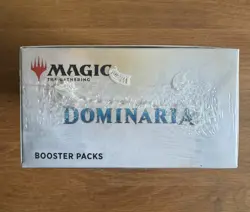 MAGIC
THE GATHERING
DOMINARIA
BOOSTER PACKS